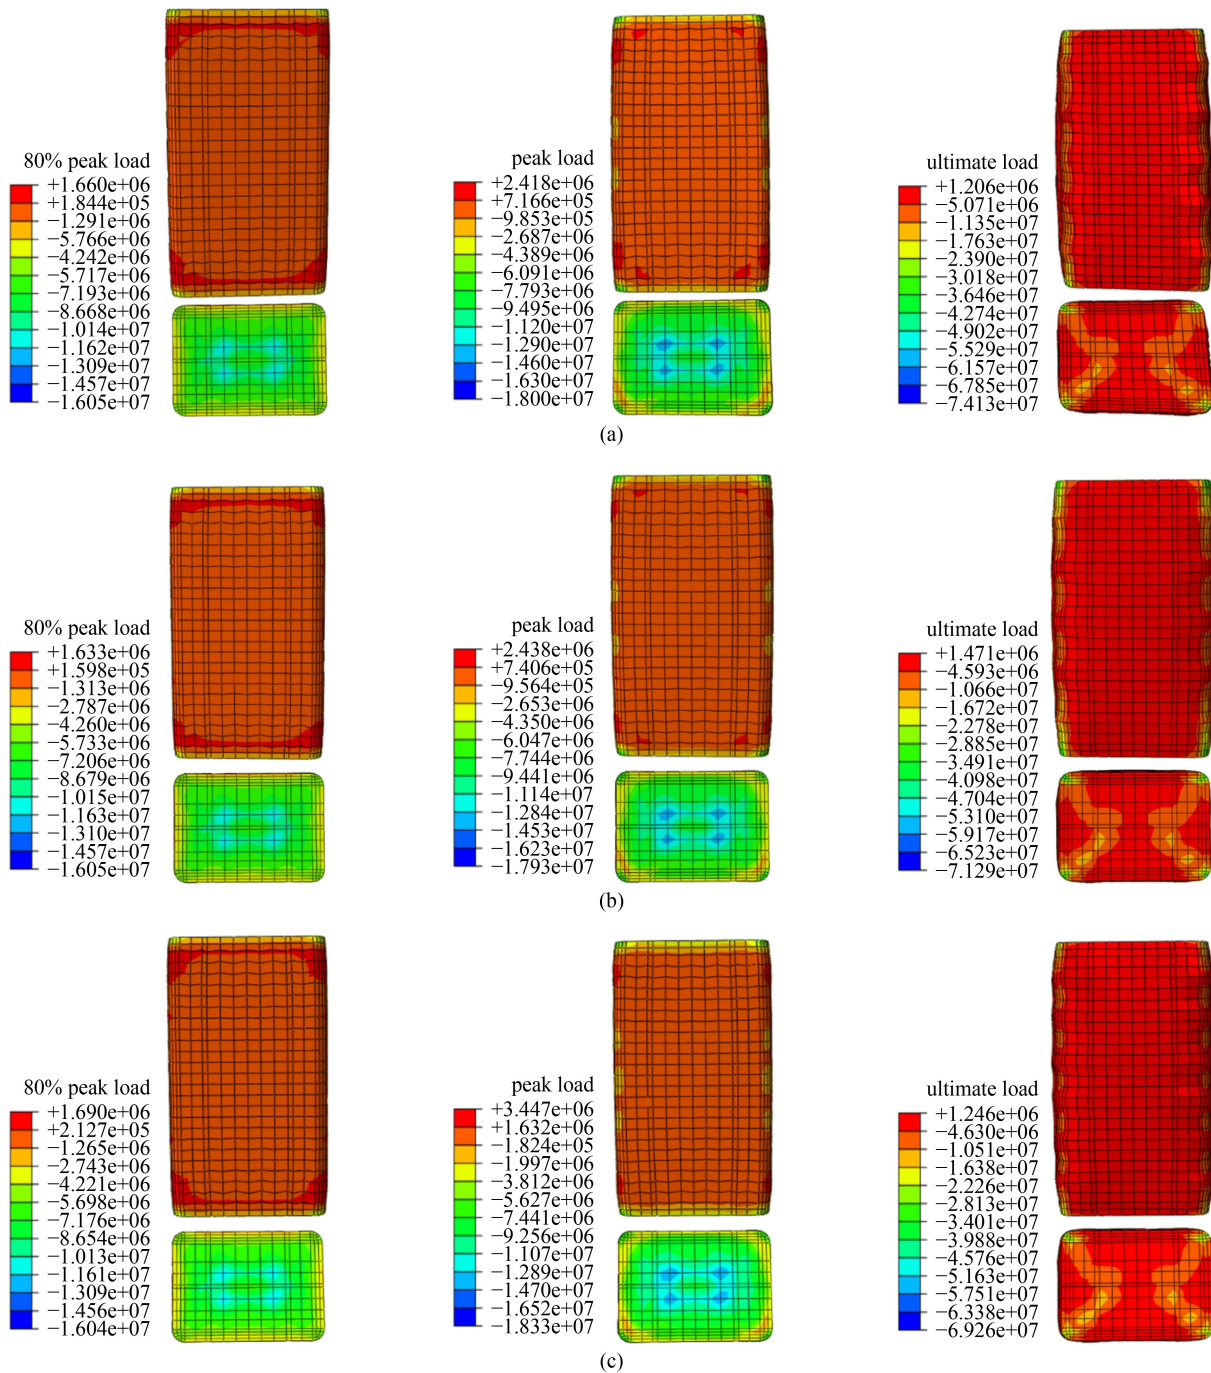 80% peak load
+1.660e+06
+1.844e+05
−1.291e+06
−5.766e+06
−4.242e+06
−5.717e+06
−7.193e+06
−8.668e+06
−1.014e+07
−1.162e+07
−1.309e+07
−1.457e+07
−1.605e+07
peak load
+2.418e+06
+7.166e+05
−9.853e+05
−2.687e+06
−4.389e+06
−6.091e+06
−7.793e+06
−9.495e+06
−1.120e+07
−1.290e+07
−1.460e+07
−1.630e+07
−1.800e+07
ultimate load
+1.206e+06
−5.071e+06
−1.135e+07
−1.763e+07
−2.390e+07
−3.018e+07
−3.646e+07
−4.274e+07
−4.902e+07
−5.529e+07
−6.157e+07
−6.785e+07
−7.413e+07
(a)
80% peak load
+1.633e+06
+1.598e+05
−1.313e+06
−2.787e+06
−4.260e+06
−5.733e+06
−7.206e+06
−8.679e+06
−1.015e+07
−1.163e+07
−1.310e+07
−1.457e+07
−1.605e+07
peak load
+2.438e+06
+7.406e+05
−9.564e+05
−2.653e+06
−4.350e+06
−6.047e+06
−7.744e+06
−9.441e+06
−1.114e+07
−1.284e+07
−1.453e+07
−1.623e+07
−1.793e+07
ultimate load
+1.471e+06
−4.593e+06
−1.066e+07
−1.672e+07
−2.278e+07
−2.885e+07
−3.491e+07
−4.098e+07
−4.704e+07
−5.310e+07
−5.917e+07
−6.523e+07
−7.129e+07
(b)
80% peak load
+1.690e+06
+2.127e+05
−1.265e+06
−2.743e+06
−4.221e+06
−5.698e+06
−7.176e+06
−8.654e+06
−1.013e+07
−1.161e+07
−1.309e+07
−1.456e+07
−1.604e+07
peak load
+3.447e+06
+1.632e+06
−1.824e+05
−1.997e+06
−3.812e+06
−5.627e+06
−7.441e+06
−9.256e+06
−1.107e+07
−1.289e+07
−1.470e+07
−1.652e+07
−1.833e+07
ultimate load
+1.246e+06
−4.630e+06
−1.051e+07
−1.638e+07
−2.226e+07
−2.813e+07
−3.401e+07
−3.988e+07
−4.576e+07
−5.163e+07
−5.751e+07
−6.338e+07
−6.926e+07
(c)